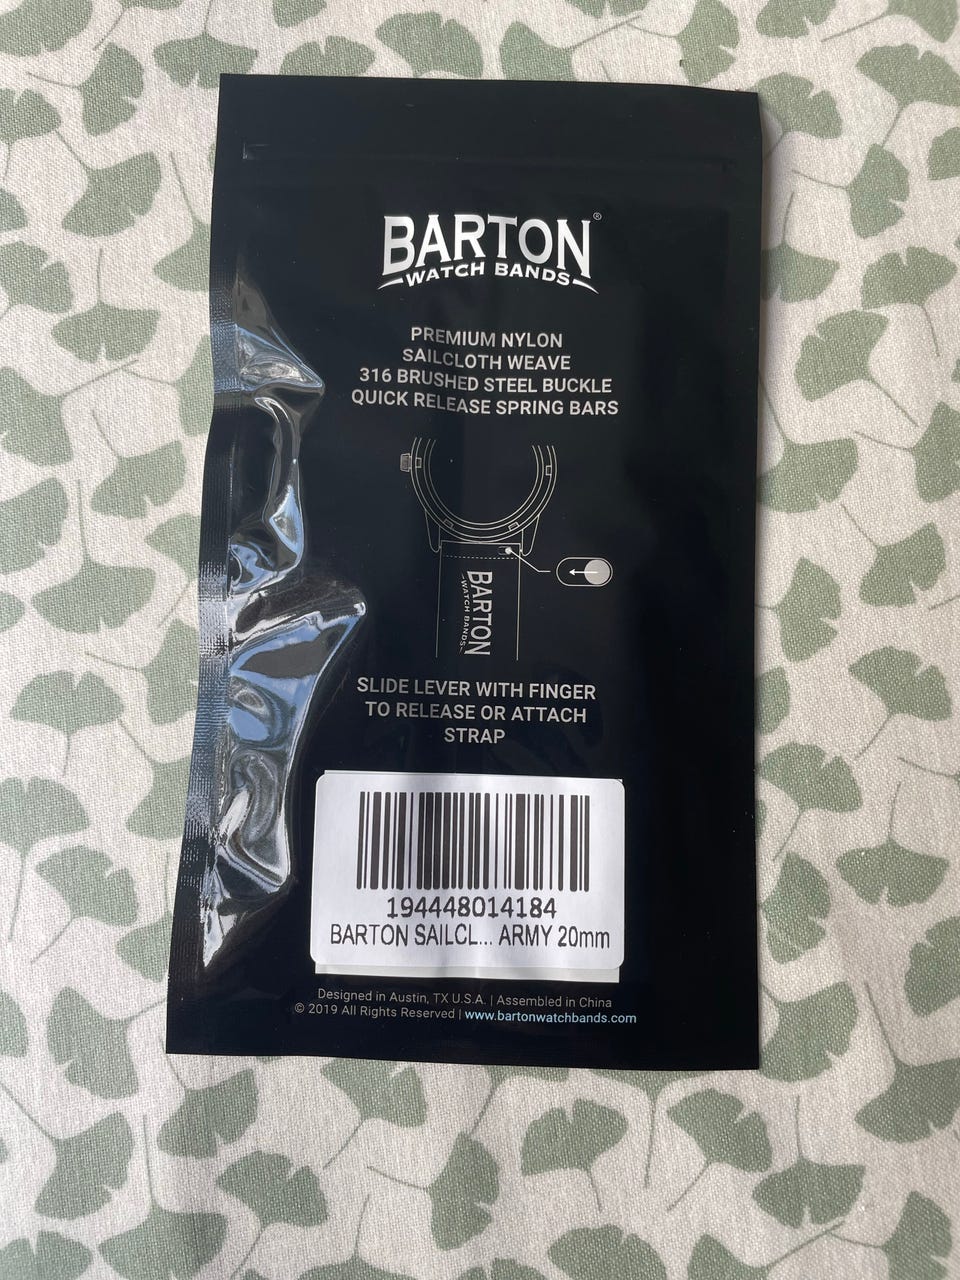 BARTON®
WATCH BANDS
PREMIUM NYLON
SAILCLOTH WEAVE
316 BRUSHED STEEL BUCKLE
QUICK RELEASE SPRING BARS
BARTON
WATCH BANDS
SLIDE LEVER WITH FINGER
TO RELEASE OR ATTACH
STRAP
194448014184
BARTON SAILCL... ARMY 20mm
Designed in Austin, TX U.S.A. | Assembled in China
© 2019 All Rights Reserved | www.bartonwatchbands.com